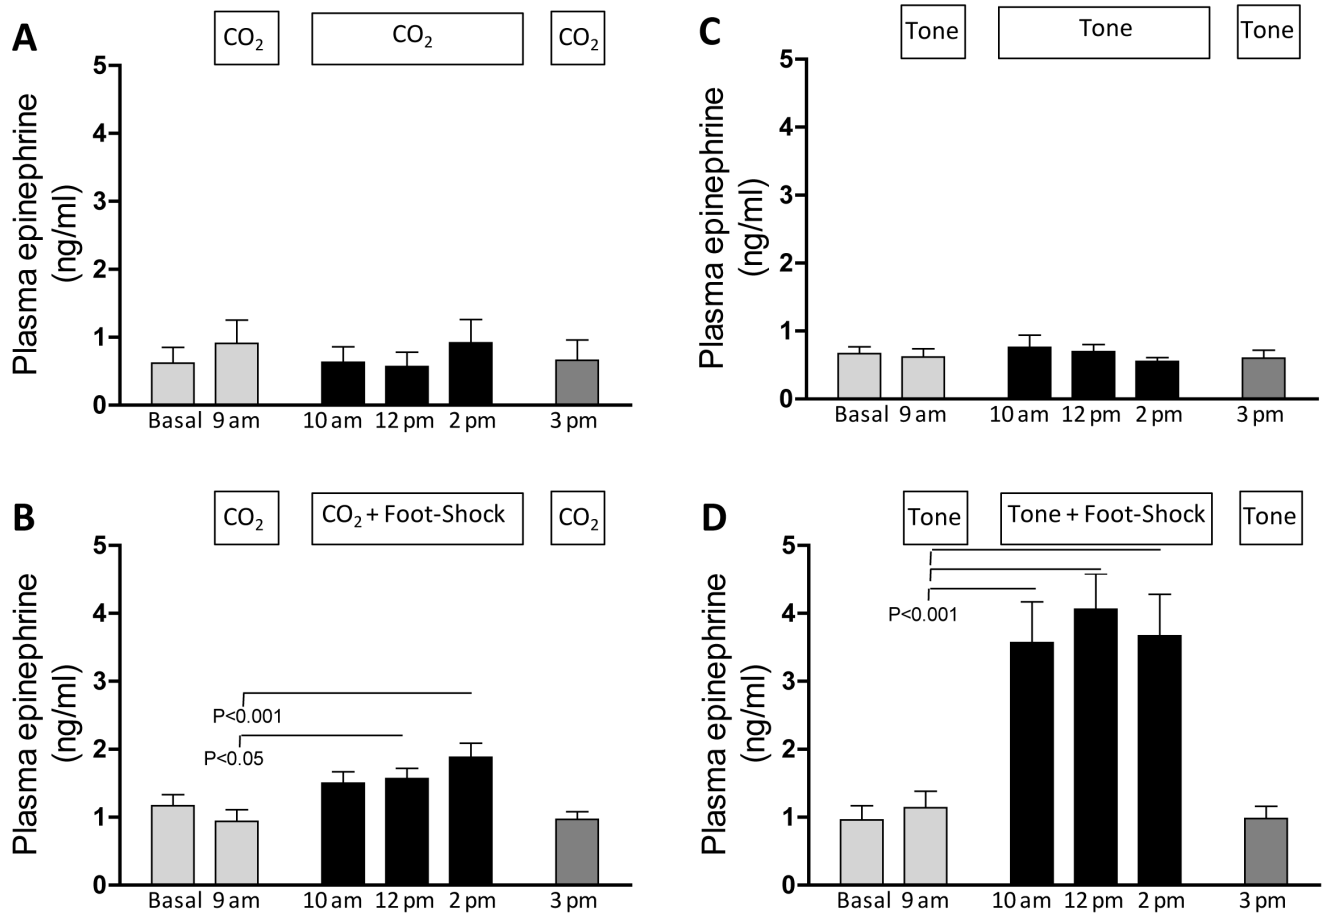 A
CO₂ CO₂ CO₂
Plasma epinephrine
(ng/ml)
5
4
3
2
1
0
Basal 9 am 10 am 12 pm 2 pm 3 pm
C
Tone Tone Tone
Plasma epinephrine
(ng/ml)
5
4
3
2
1
0
Basal 9 am 10 am 12 pm 2 pm 3 pm
B
CO₂ CO₂ + Foot-Shock CO₂
Plasma epinephrine
(ng/ml)
5
4
3
2
1
0
P<0.001
P<0.05
Basal 9 am 10 am 12 pm 2 pm 3 pm
D
Tone Tone + Foot-Shock Tone
Plasma epinephrine
(ng/ml)
5
4
3
2
1
0
P<0.001
Basal 9 am 10 am 12 pm 2 pm 3 pm